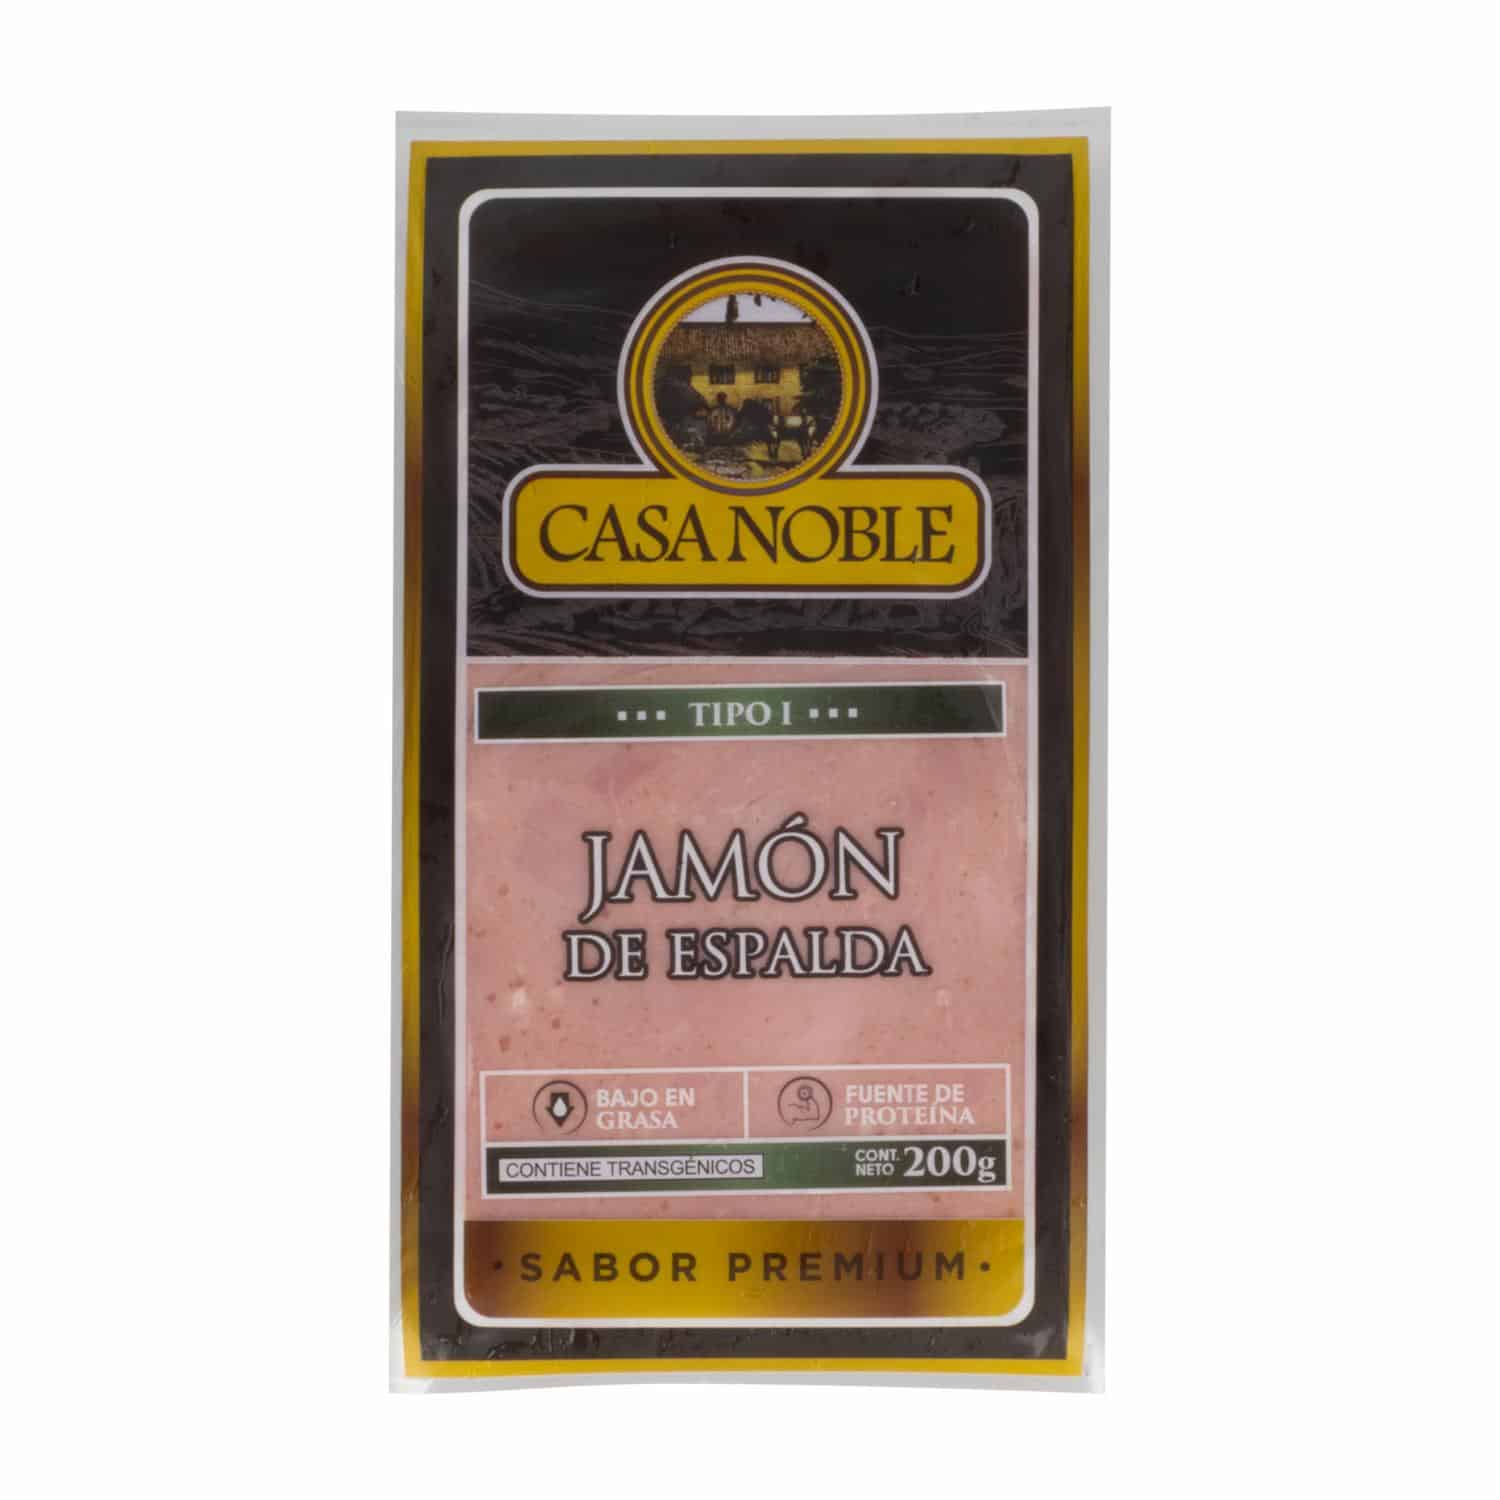 CASA NOBLE
TIPO I
JAMÓN
DE ESPALDA
BAJO EN
GRASA
FUENTE DE
PROTEÍNA
CONTIENE TRANSGÉNICOS
CONT.
NETO 200g
· SABOR PREMIUM ·